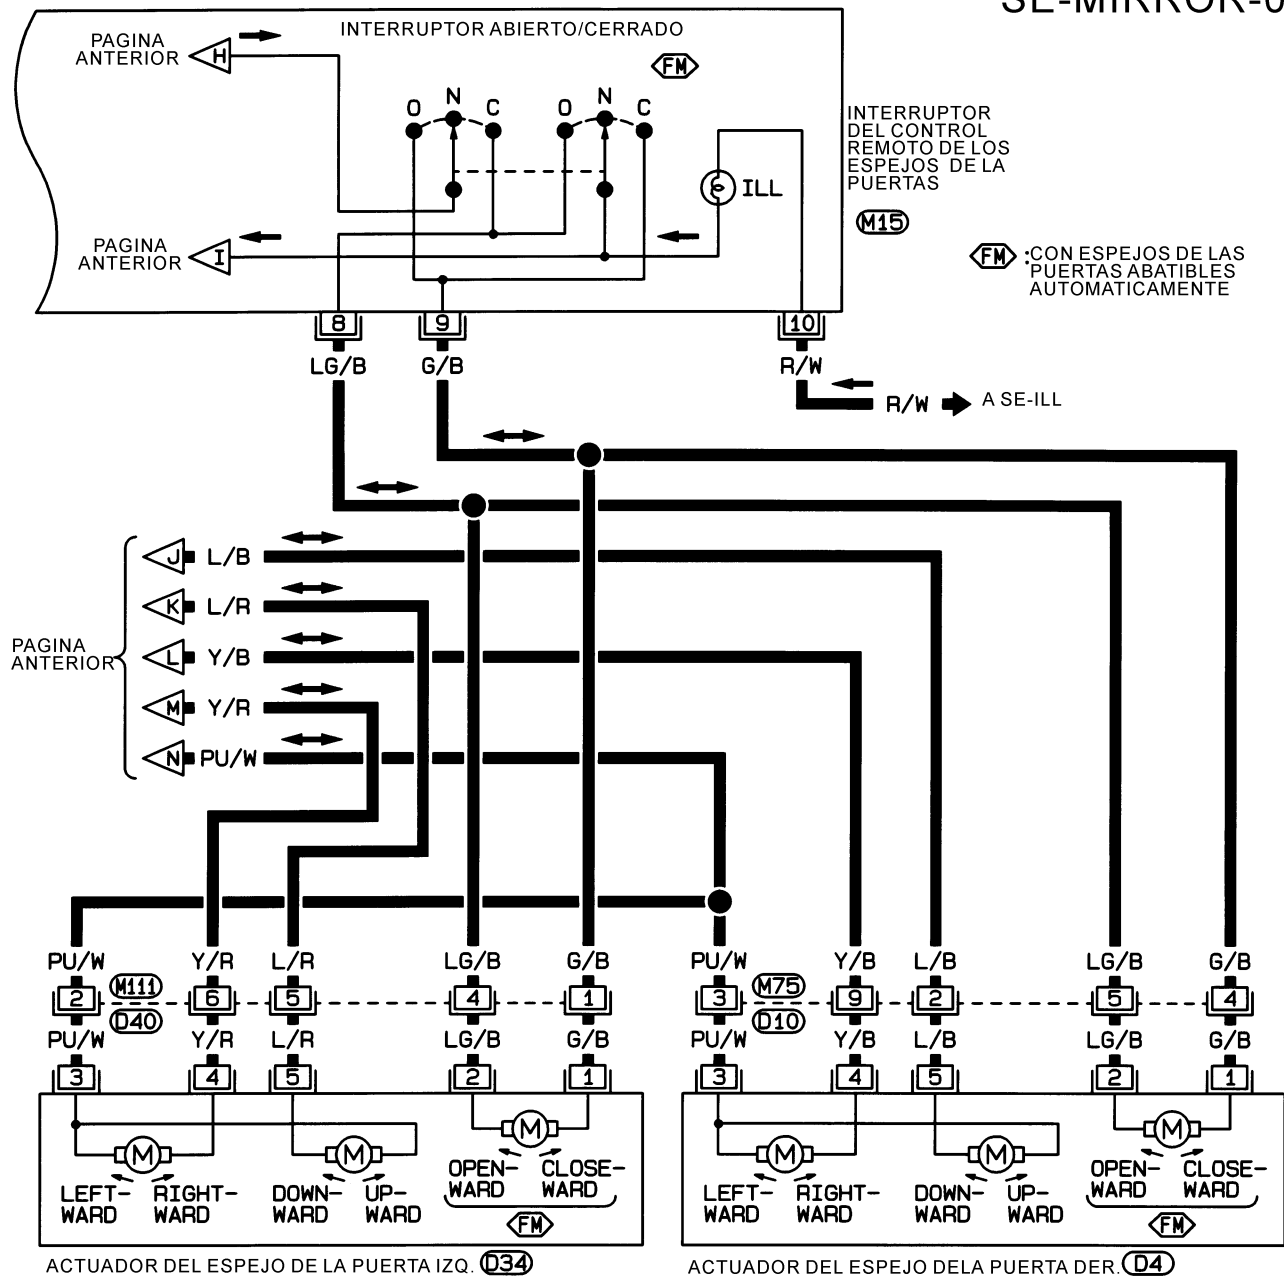 SE-MIRROR-0
PAGINA
ANTERIOR
H
INTERRUPTOR ABIERTO/CERRADO
FM
O N C
O N C
ILL
INTERRUPTOR
DEL CONTROL
REMOTO DE LOS
ESPEJOS DE LA
PUERTAS
M15
PAGINA
ANTERIOR
I
FM :CON ESPEJOS DE LAS
PUERTAS ABATIBLES
AUTOMATICAMENTE
8 9 10
LG/B G/B R/W
R/W A SE-ILL
J L/B
K L/R
PAGINA
ANTERIOR
L Y/B
M Y/R
N PU/W
PU/W Y/R L/R LG/B G/B PU/W Y/B L/B LG/B G/B
M111 M75
2 6 5 4 1 3 9 2 5 4
D40 D10
PU/W Y/R L/R LG/B G/B PU/W Y/B L/B LG/B G/B
3 4 5 2 1 3 4 5 2 1
M M
M M M M
OPEN-
WARD
CLOSE-
WARD
OPEN-
WARD
CLOSE-
WARD
LEFT-
WARD
RIGHT-
WARD
DOWN-
WARD
UP-
WARD
LEFT-
WARD
RIGHT-
WARD
DOWN-
WARD
UP-
WARD
FM FM
ACTUADOR DEL ESPEJO DE LA PUERTA IZQ. D34
ACTUADOR DEL ESPEJO DELA PUERTA DER. D4